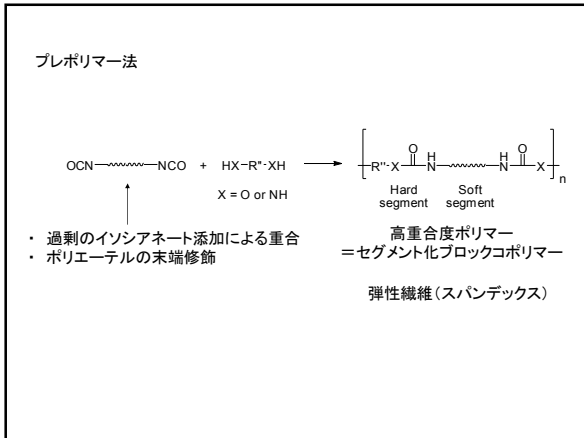 プレポリマー法
OCN NCO + HX-R''-XH
X = O or NH
R''-X O H N H N O X n
Hard segment
Soft segment
・ 過剰のイソシアネート添加による重合
・ ポリエーテルの末端修飾
高重合度ポリマー
＝セグメント化ブロックコポリマー
弾性繊維（スパンデックス）